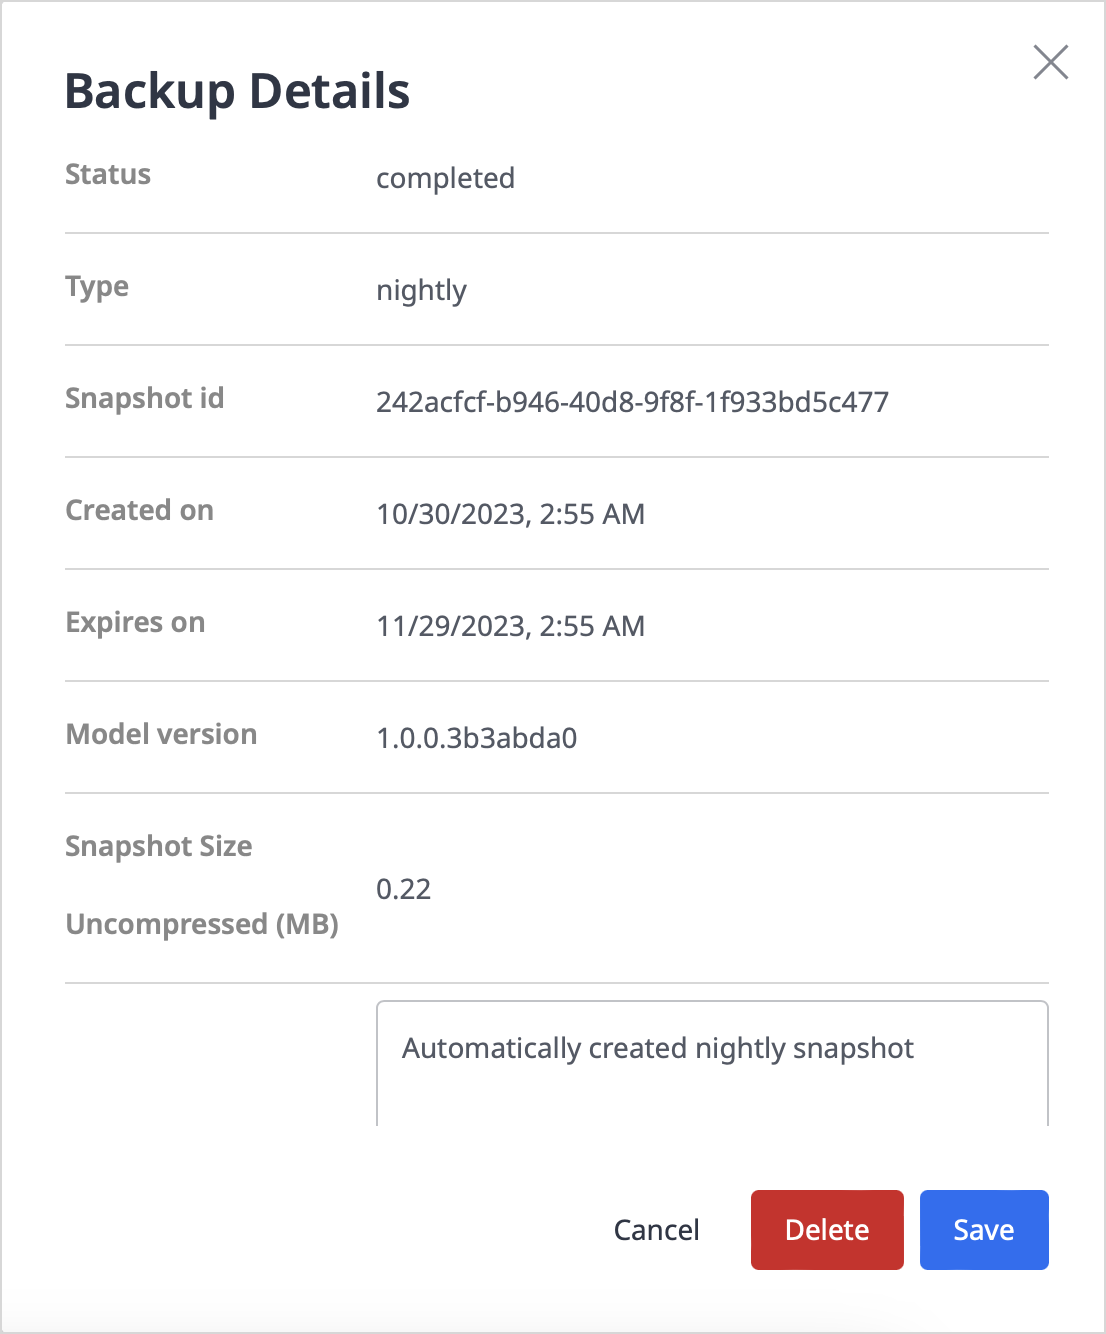 Backup Details
Status
completed
Type
nightly
Snapshot id
242acfcf-b946-40d8-9f8f-1f933bd5c477
Created on
10/30/2023, 2:55 AM
Expires on
11/29/2023, 2:55 AM
Model version
1.0.0.3b3abda0
Snapshot Size
Uncompressed (MB)
0.22
Automatically created nightly snapshot
Cancel
Delete
Save